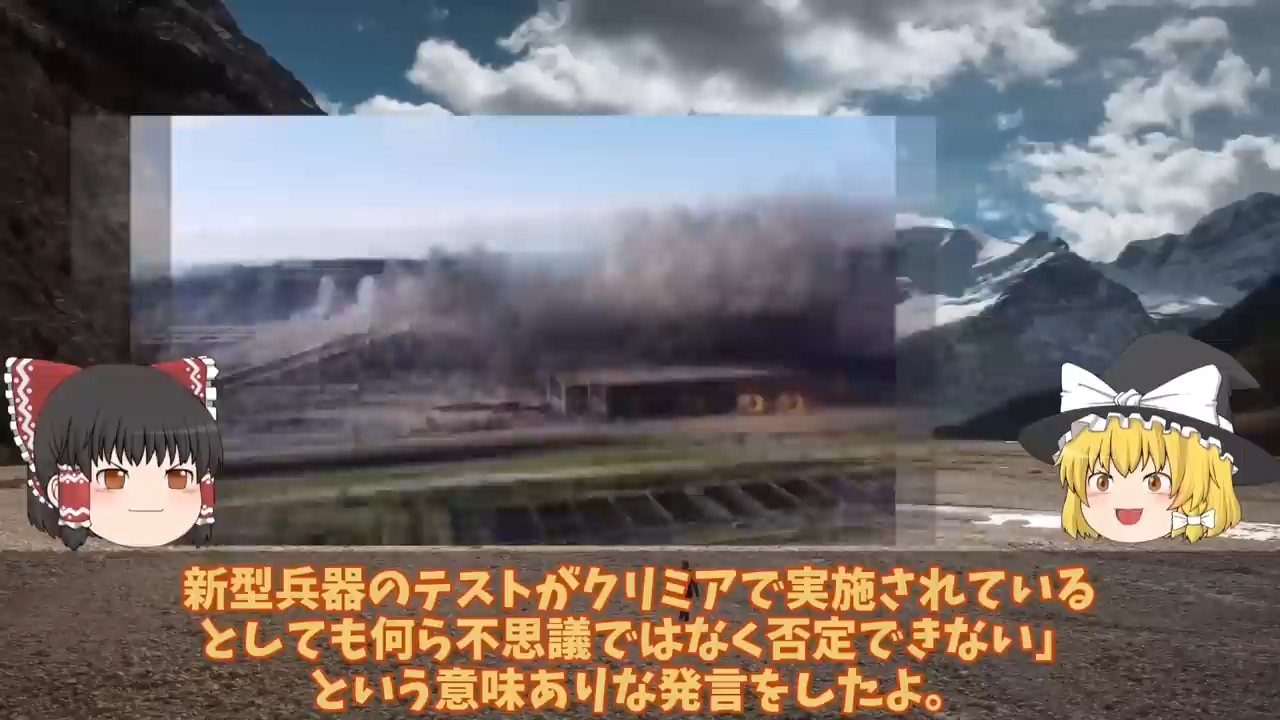 新型兵器のテストがクリミアで実施されている
としても何ら不思議ではなく否定できない」
という意味ありな発言をしたよ。